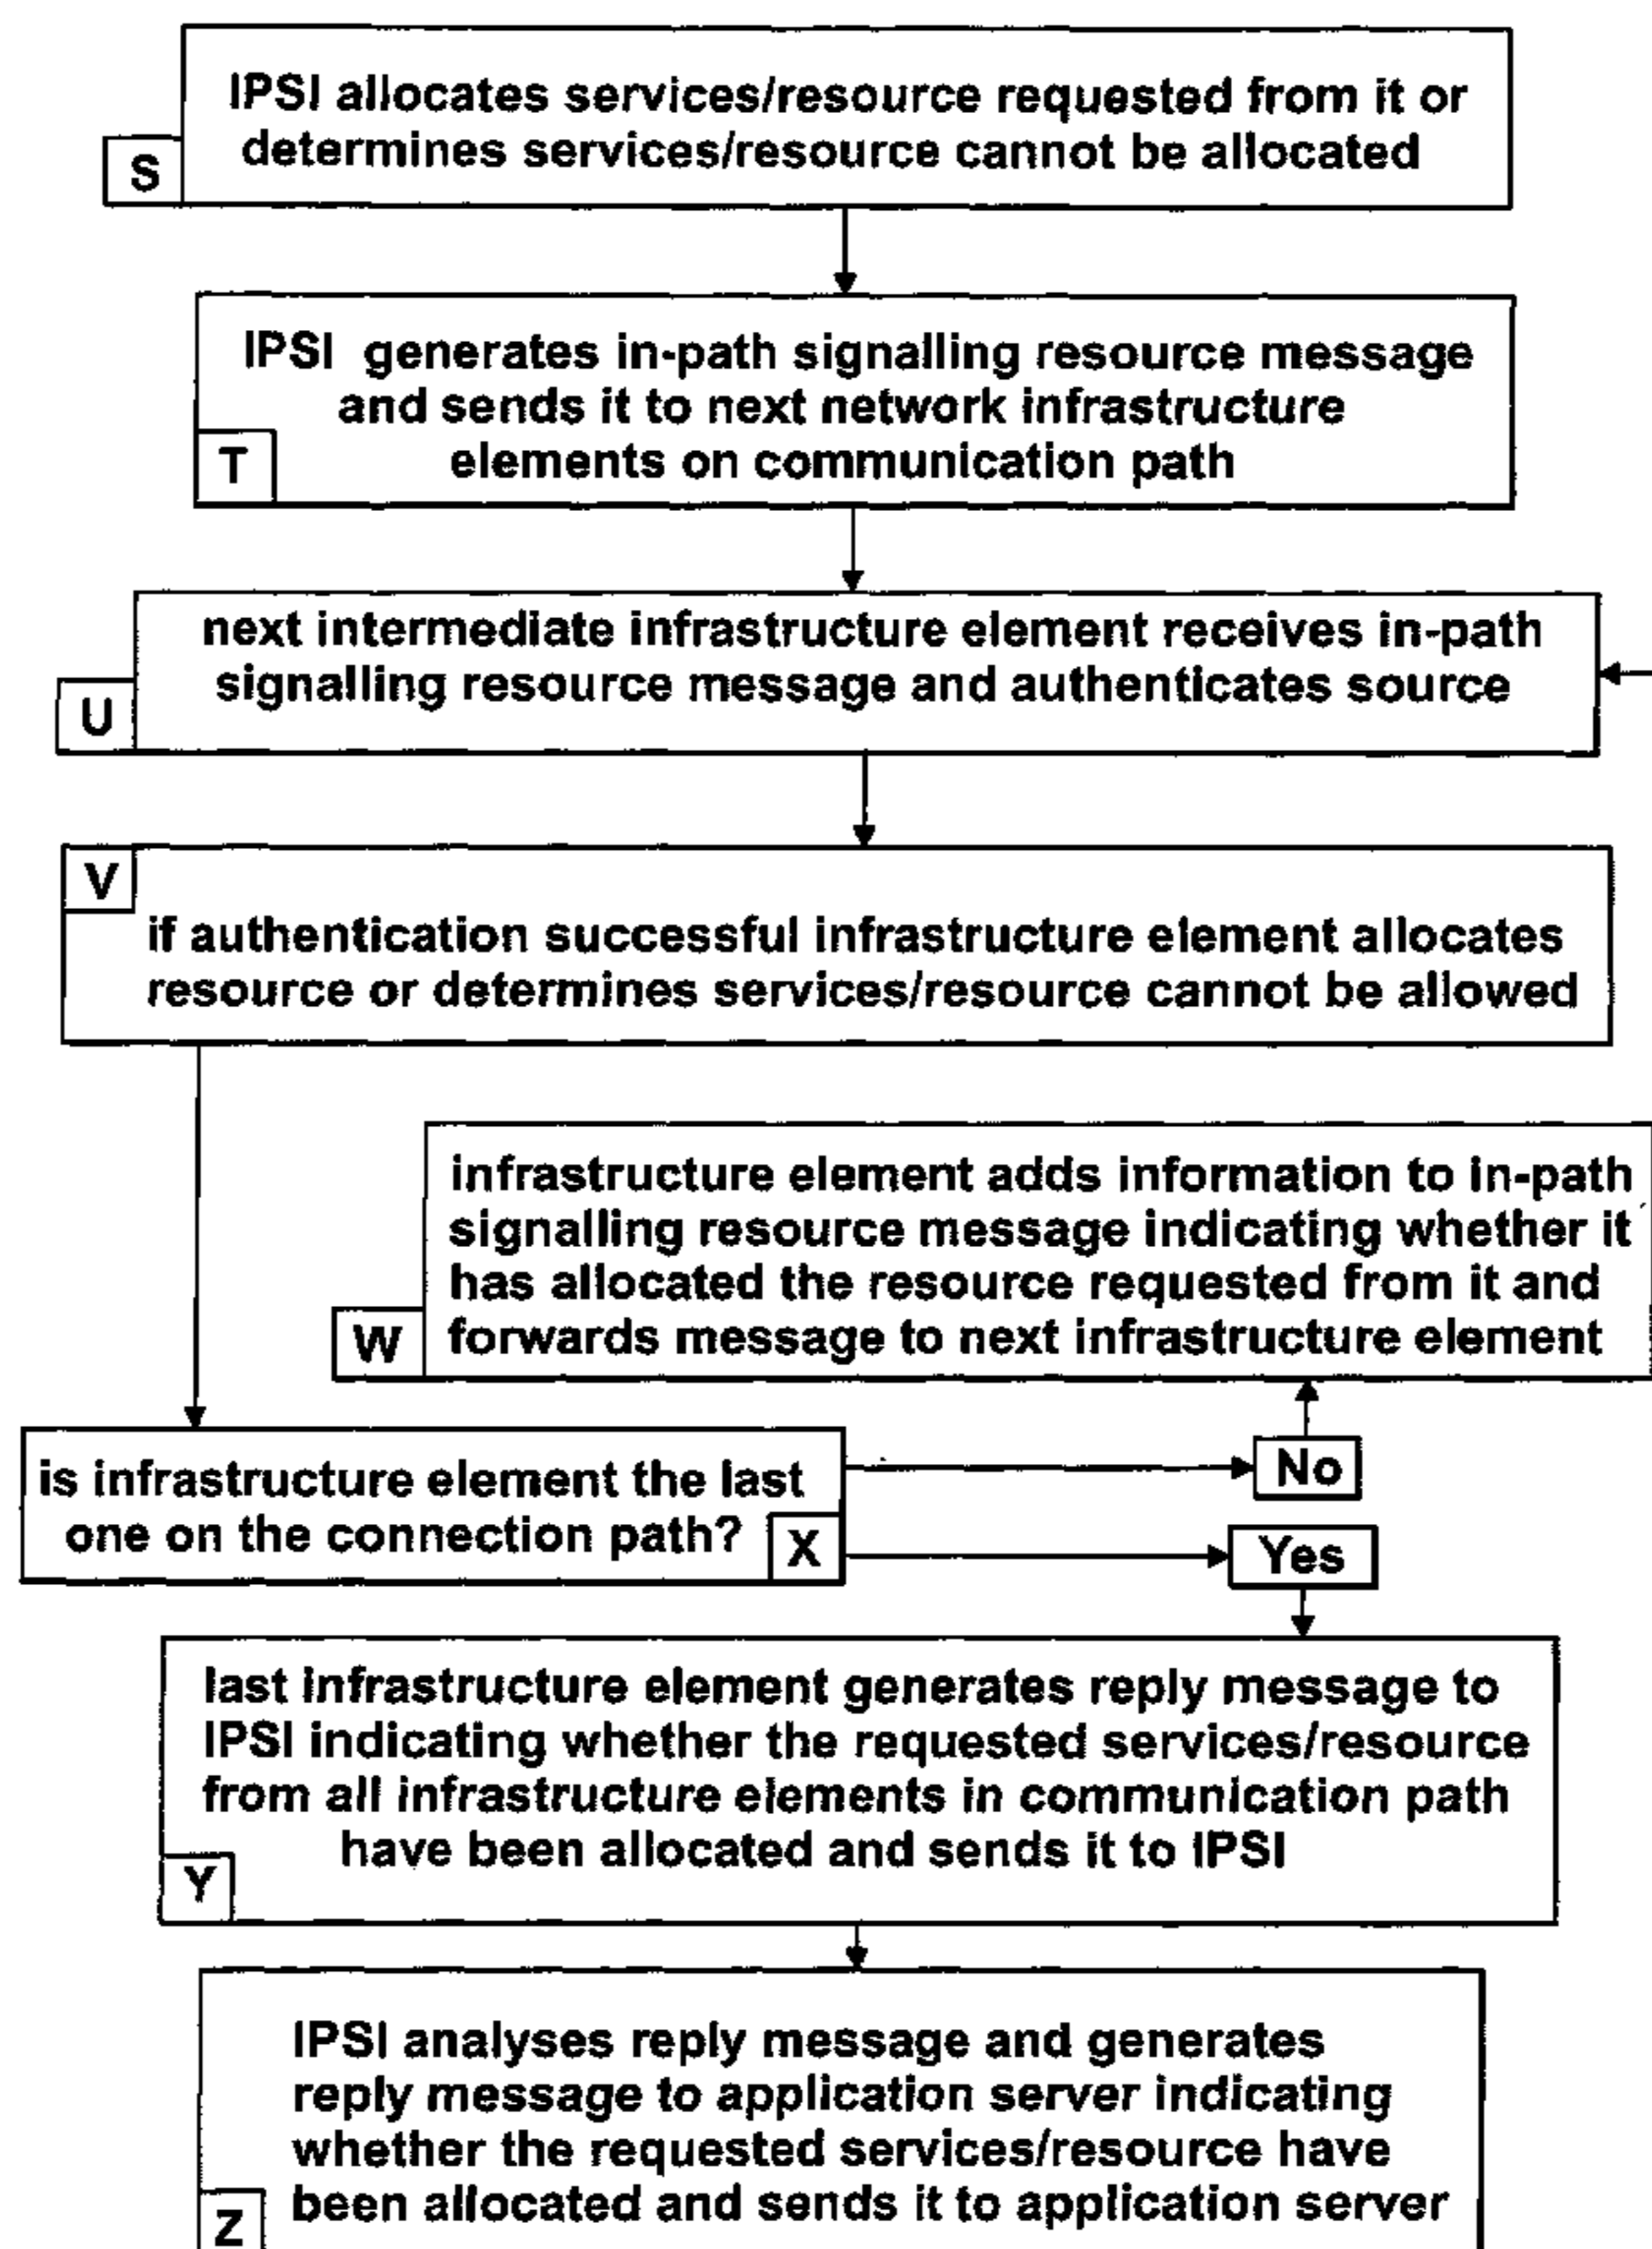 IPSI allocates services/resource requested from it or
determines services/resource cannot be allocated
S
IPSI generates in-path signalling resource message
and sends it to next network infrastructure
elements on communication path
T
next intermediate infrastructure element receives in-path
signalling resource message and authenticates source
U
V
if authentication successful infrastructure element allocates
resource or determines services/resource cannot be allowed
infrastructure element adds information to in-path
signalling resource message indicating whether it
has allocated the resource requested from it and
forwards message to next infrastructure element
W
is infrastructure element the last
one on the connection path?
X
No
Yes
last infrastructure element generates reply message to
IPSI indicating whether the requested services/resource
from all infrastructure elements in communication path
have been allocated and sends it to IPSI
Y
IPSI analyses reply message and generates
reply message to application server indicating
whether the requested services/resource have
been allocated and sends it to application server
Z